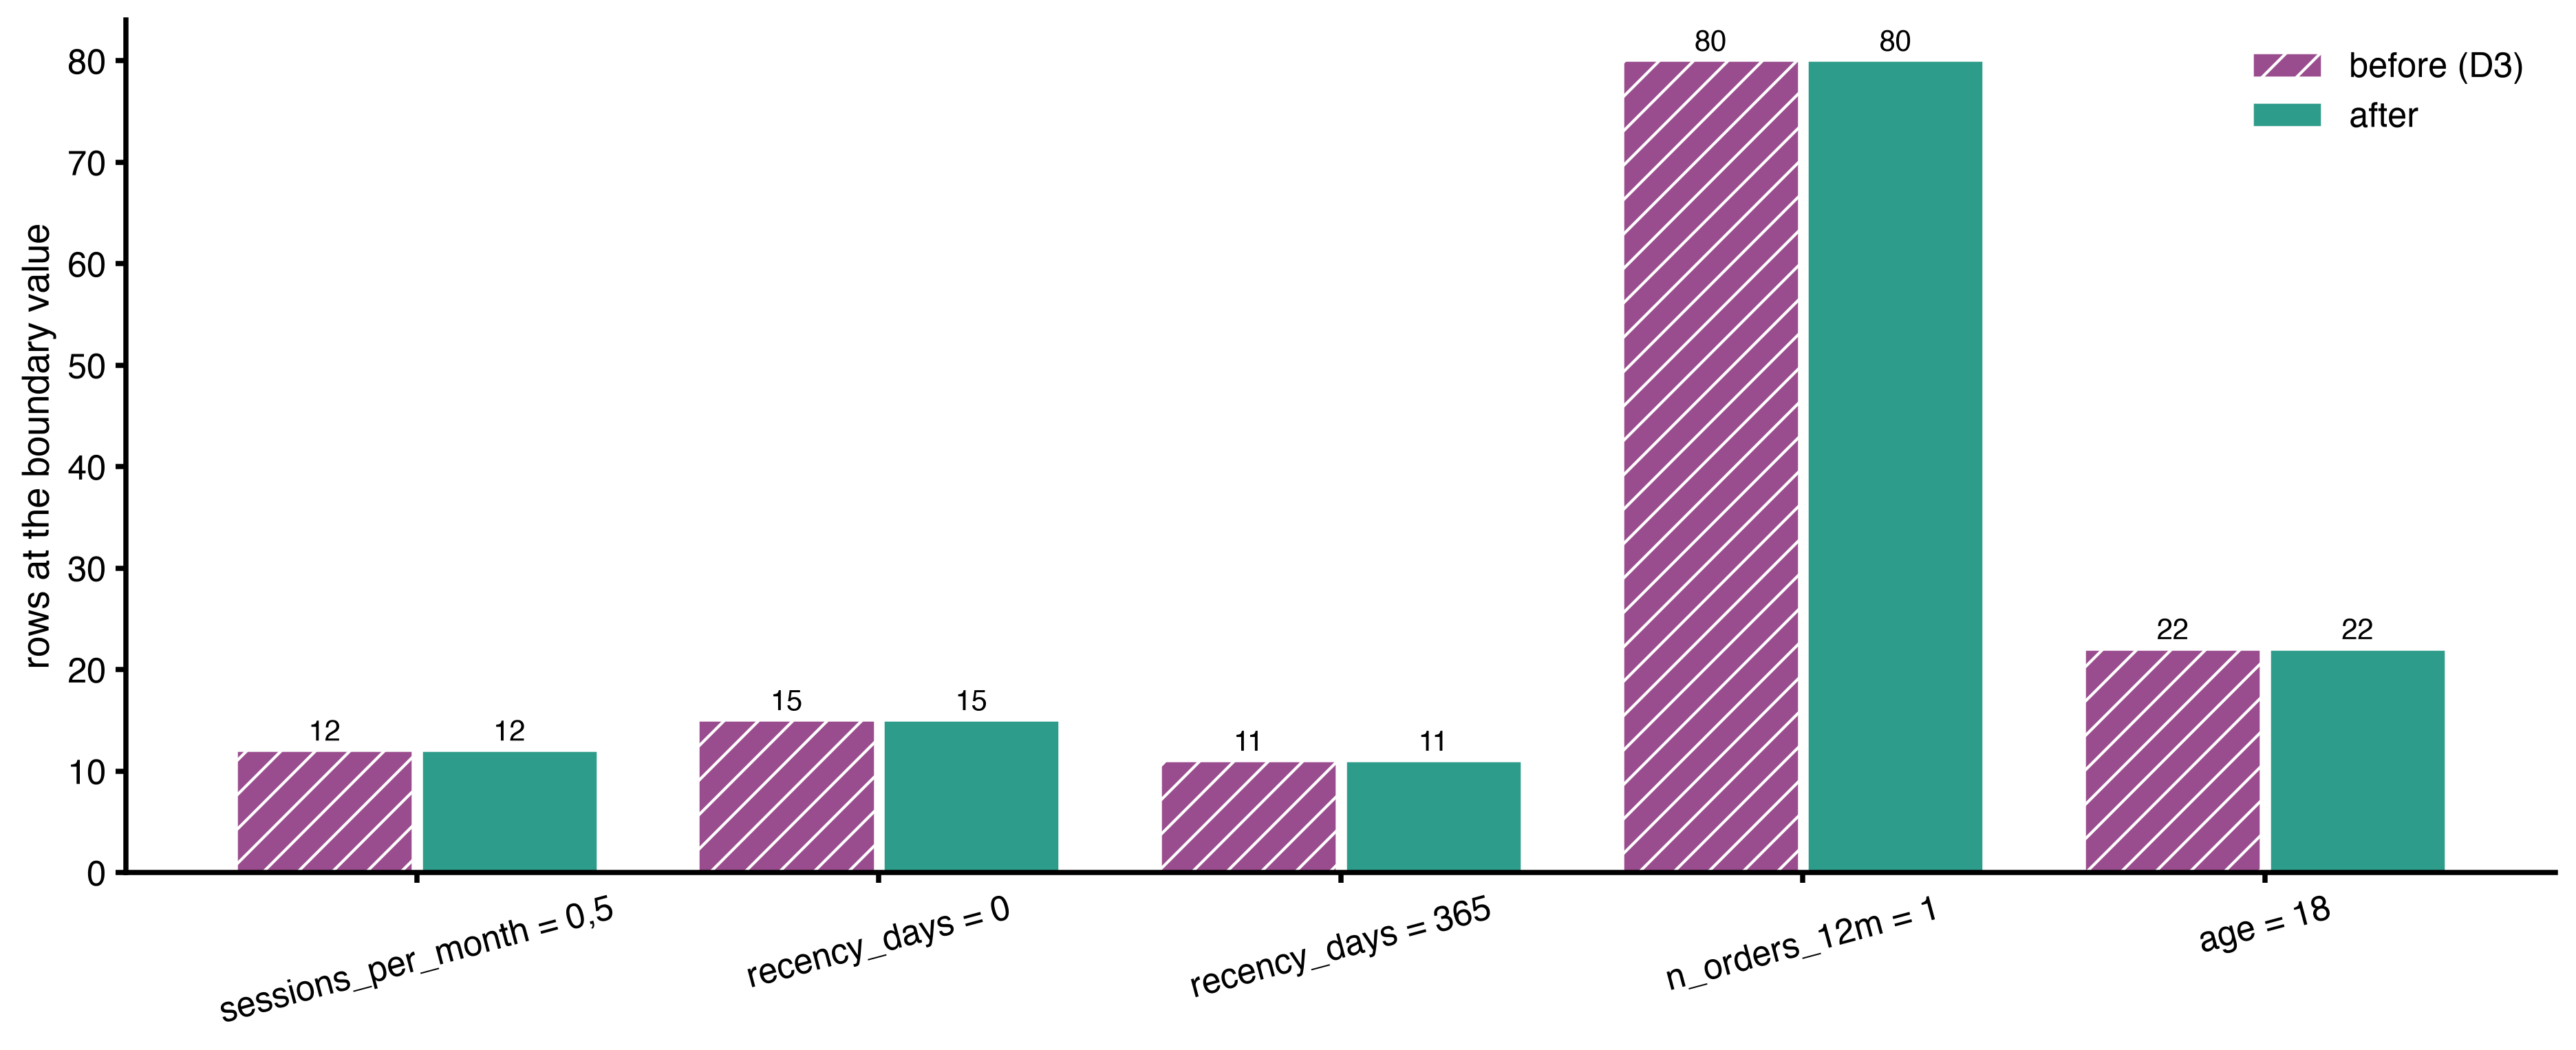 rows at the boundary value
80
70
60
50
40
30
20
10
0
12
12
15
15
11
11
80
80
22
22
before (D3)
after
sessions_per_month = 0,5
recency_days = 0
recency_days = 365
n_orders_12m = 1
age = 18